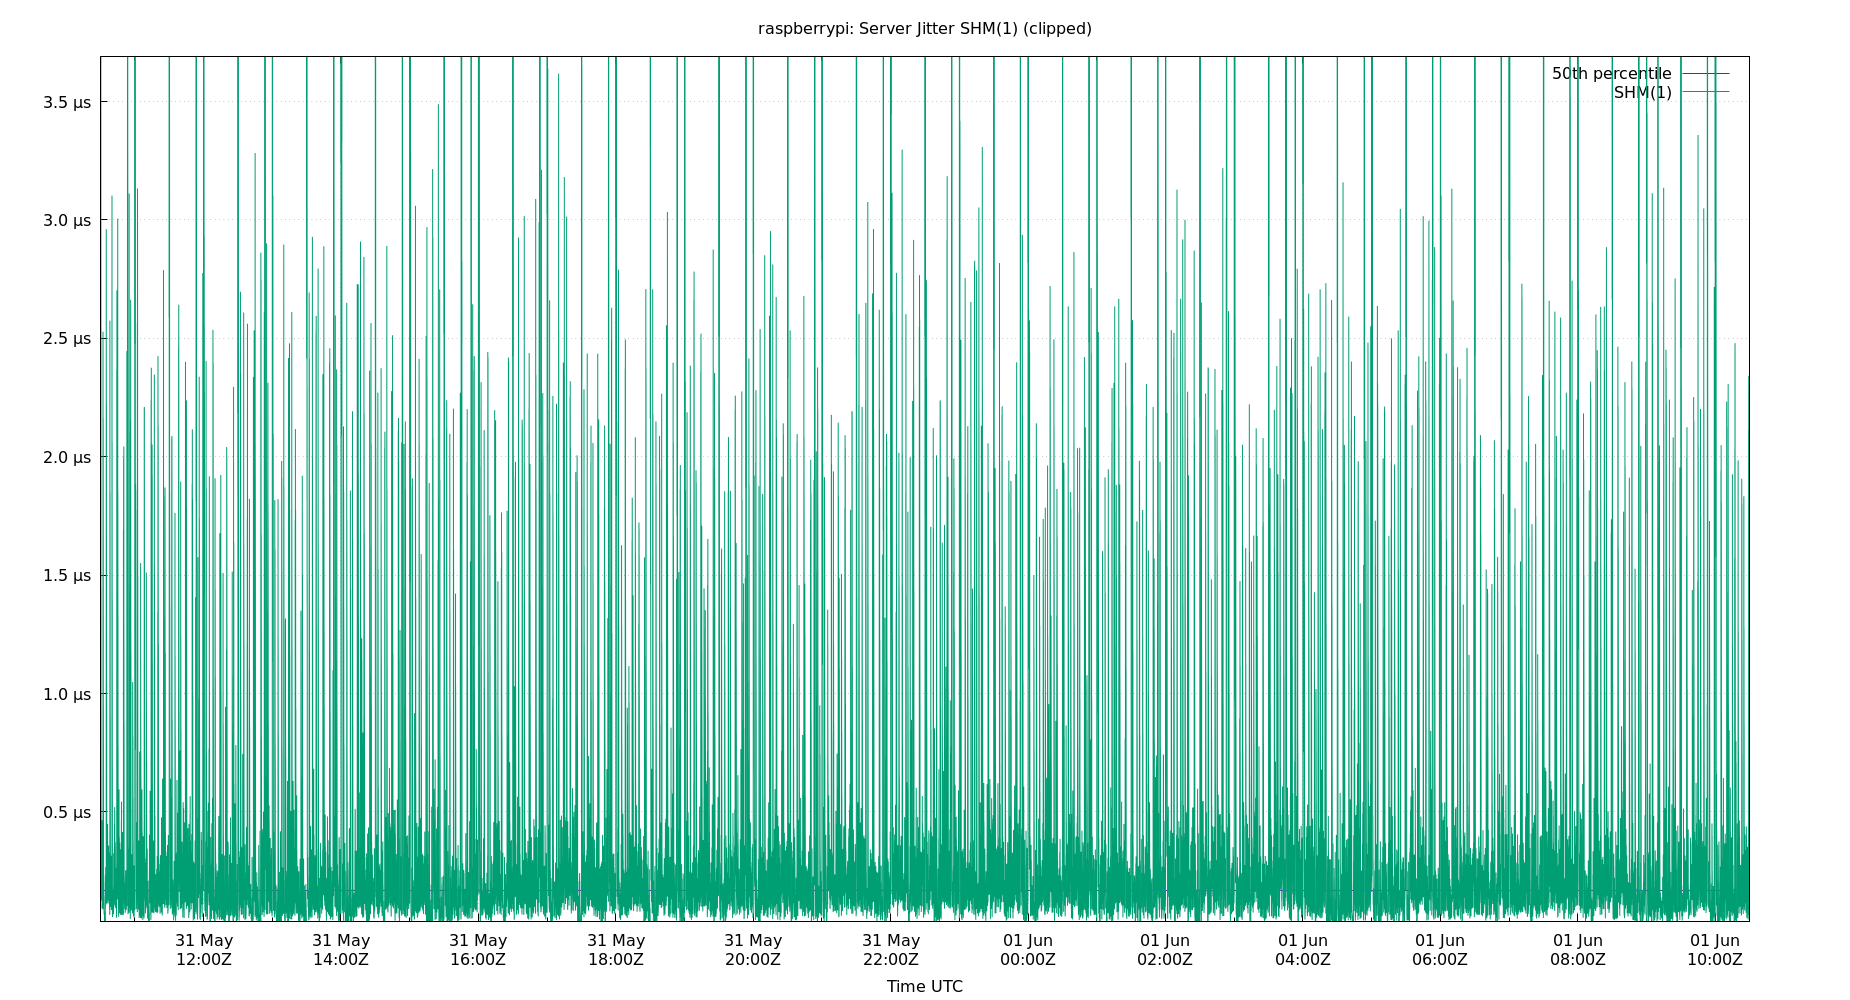 raspberrypi: Server Jitter SHM(1) (clipped)
50th percentile
SHM(1)
3.5 µs
3.0 µs
2.5 µs
2.0 µs
1.5 µs
1.0 µs
0.5 µs
31 May 31 May 31 May 31 May 31 May 31 May 01 Jun 01 Jun 01 Jun 01 Jun 01 Jun 01 Jun
12:00Z 14:00Z 16:00Z 18:00Z 20:00Z 22:00Z 00:00Z 02:00Z 04:00Z 06:00Z 08:00Z 10:00Z
Time UTC